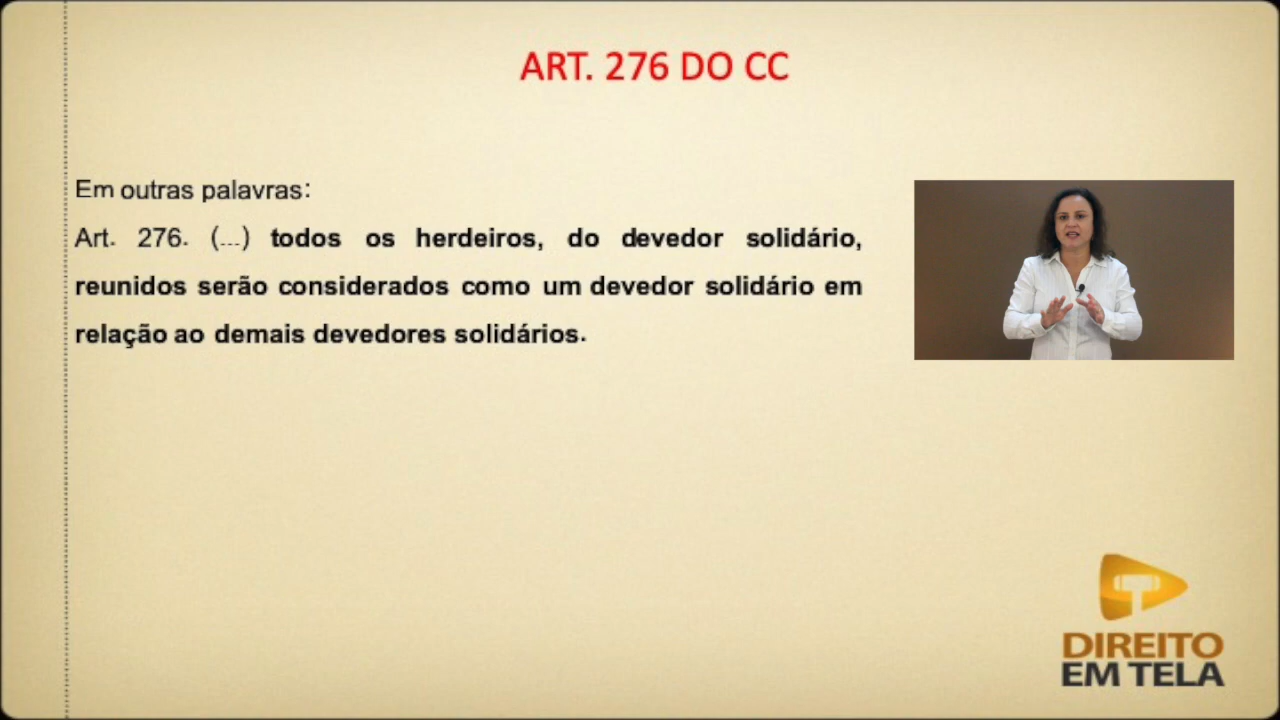 ART. 276 DO CC
Em outras palavras:
Art. 276. (...) todos os herdeiros, do devedor solidário,
reunidos serão considerados como um devedor solidário em
relação ao demais devedores solidários.
DIREITO
EM TELA